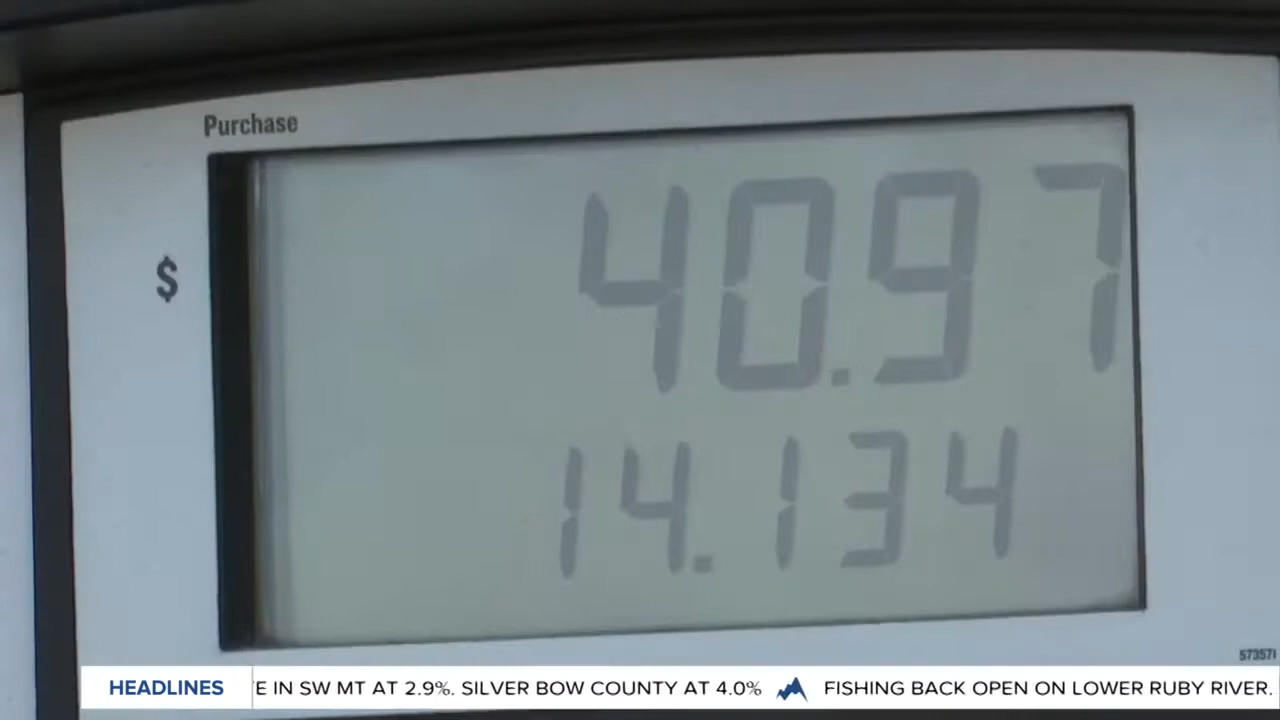 Purchase
$
40.97
14.134
573571
HEADLINES
E IN SW MT AT 2.9%. SILVER BOW COUNTY AT 4.0% FISHING BACK OPEN ON LOWER RUBY RIVER.